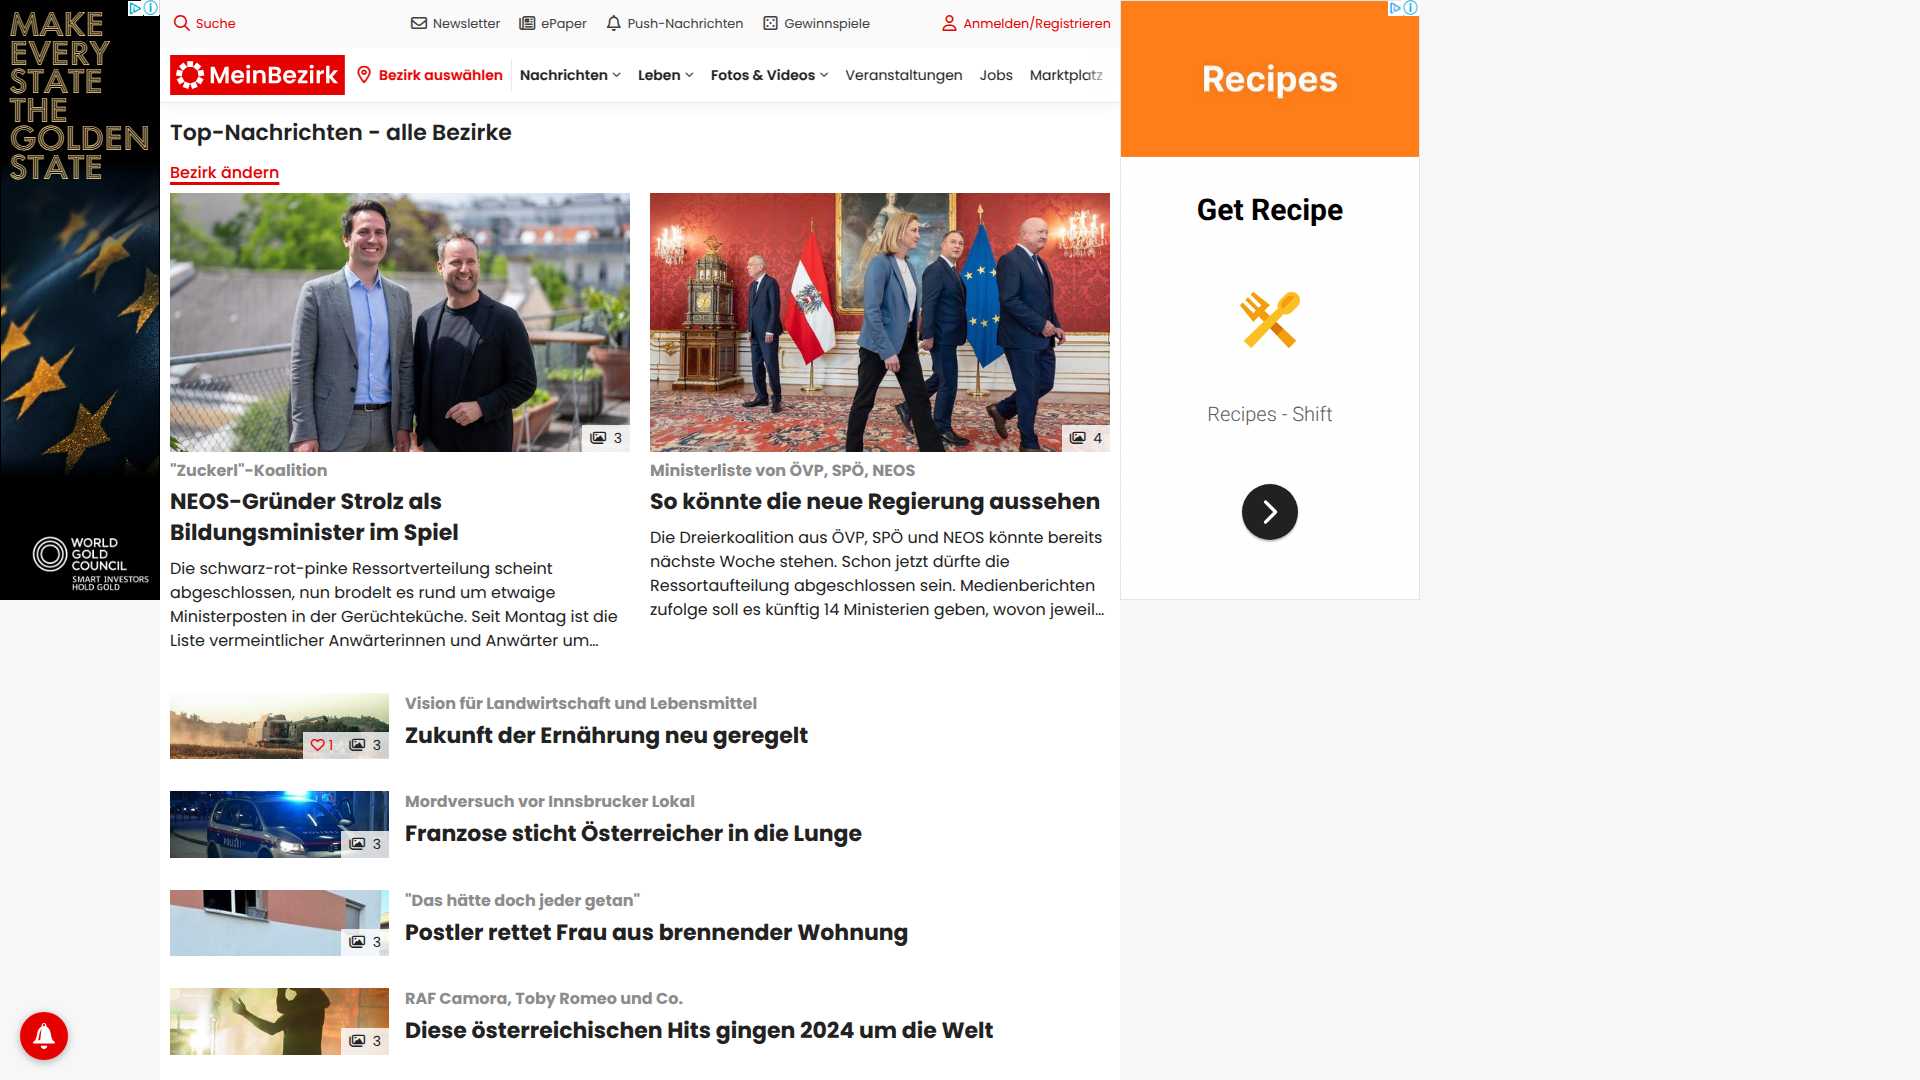 MAKE
EVERY
STATE
THE
GOLDEN
STATE
WORLD
GOLD
COUNCIL
SMART INVESTORS
HOLD GOLD
Suche
Newsletter
ePaper
Push-Nachrichten
Gewinnspiele
Anmelden/Registrieren
MeinBezirk
Bezirk auswählen
Nachrichten
Leben
Fotos & Videos
Veranstaltungen
Jobs
Marktplatz
Top-Nachrichten - alle Bezirke
Bezirk ändern
3
"Zuckerl"-Koalition
NEOS-Gründer Strolz als
Bildungsminister im Spiel
Die schwarz-rot-pinke Ressortverteilung scheint
abgeschlossen, nun brodelt es rund um etwaige
Ministerposten in der Gerüchteküche. Seit Montag ist die
Liste vermeintlicher Anwärterinnen und Anwärter um...
4
Ministerliste von ÖVP, SPÖ, NEOS
So könnte die neue Regierung aussehen
Die Dreierkoalition aus ÖVP, SPÖ und NEOS könnte bereits
nächste Woche stehen. Schon jetzt dürfte die
Ressortaufteilung abgeschlossen sein. Medienberichten
zufolge soll es künftig 14 Ministerien geben, wovon jeweil...
1
3
Vision für Landwirtschaft und Lebensmittel
Zukunft der Ernährung neu geregelt
POLIZEI
3
Mordversuch vor Innsbrucker Lokal
Franzose sticht Österreicher in die Lunge
3
"Das hätte doch jeder getan"
Postler rettet Frau aus brennender Wohnung
3
RAF Camora, Toby Romeo und Co.
Diese österreichischen Hits gingen 2024 um die Welt
Recipes
Get Recipe
Recipes - Shift